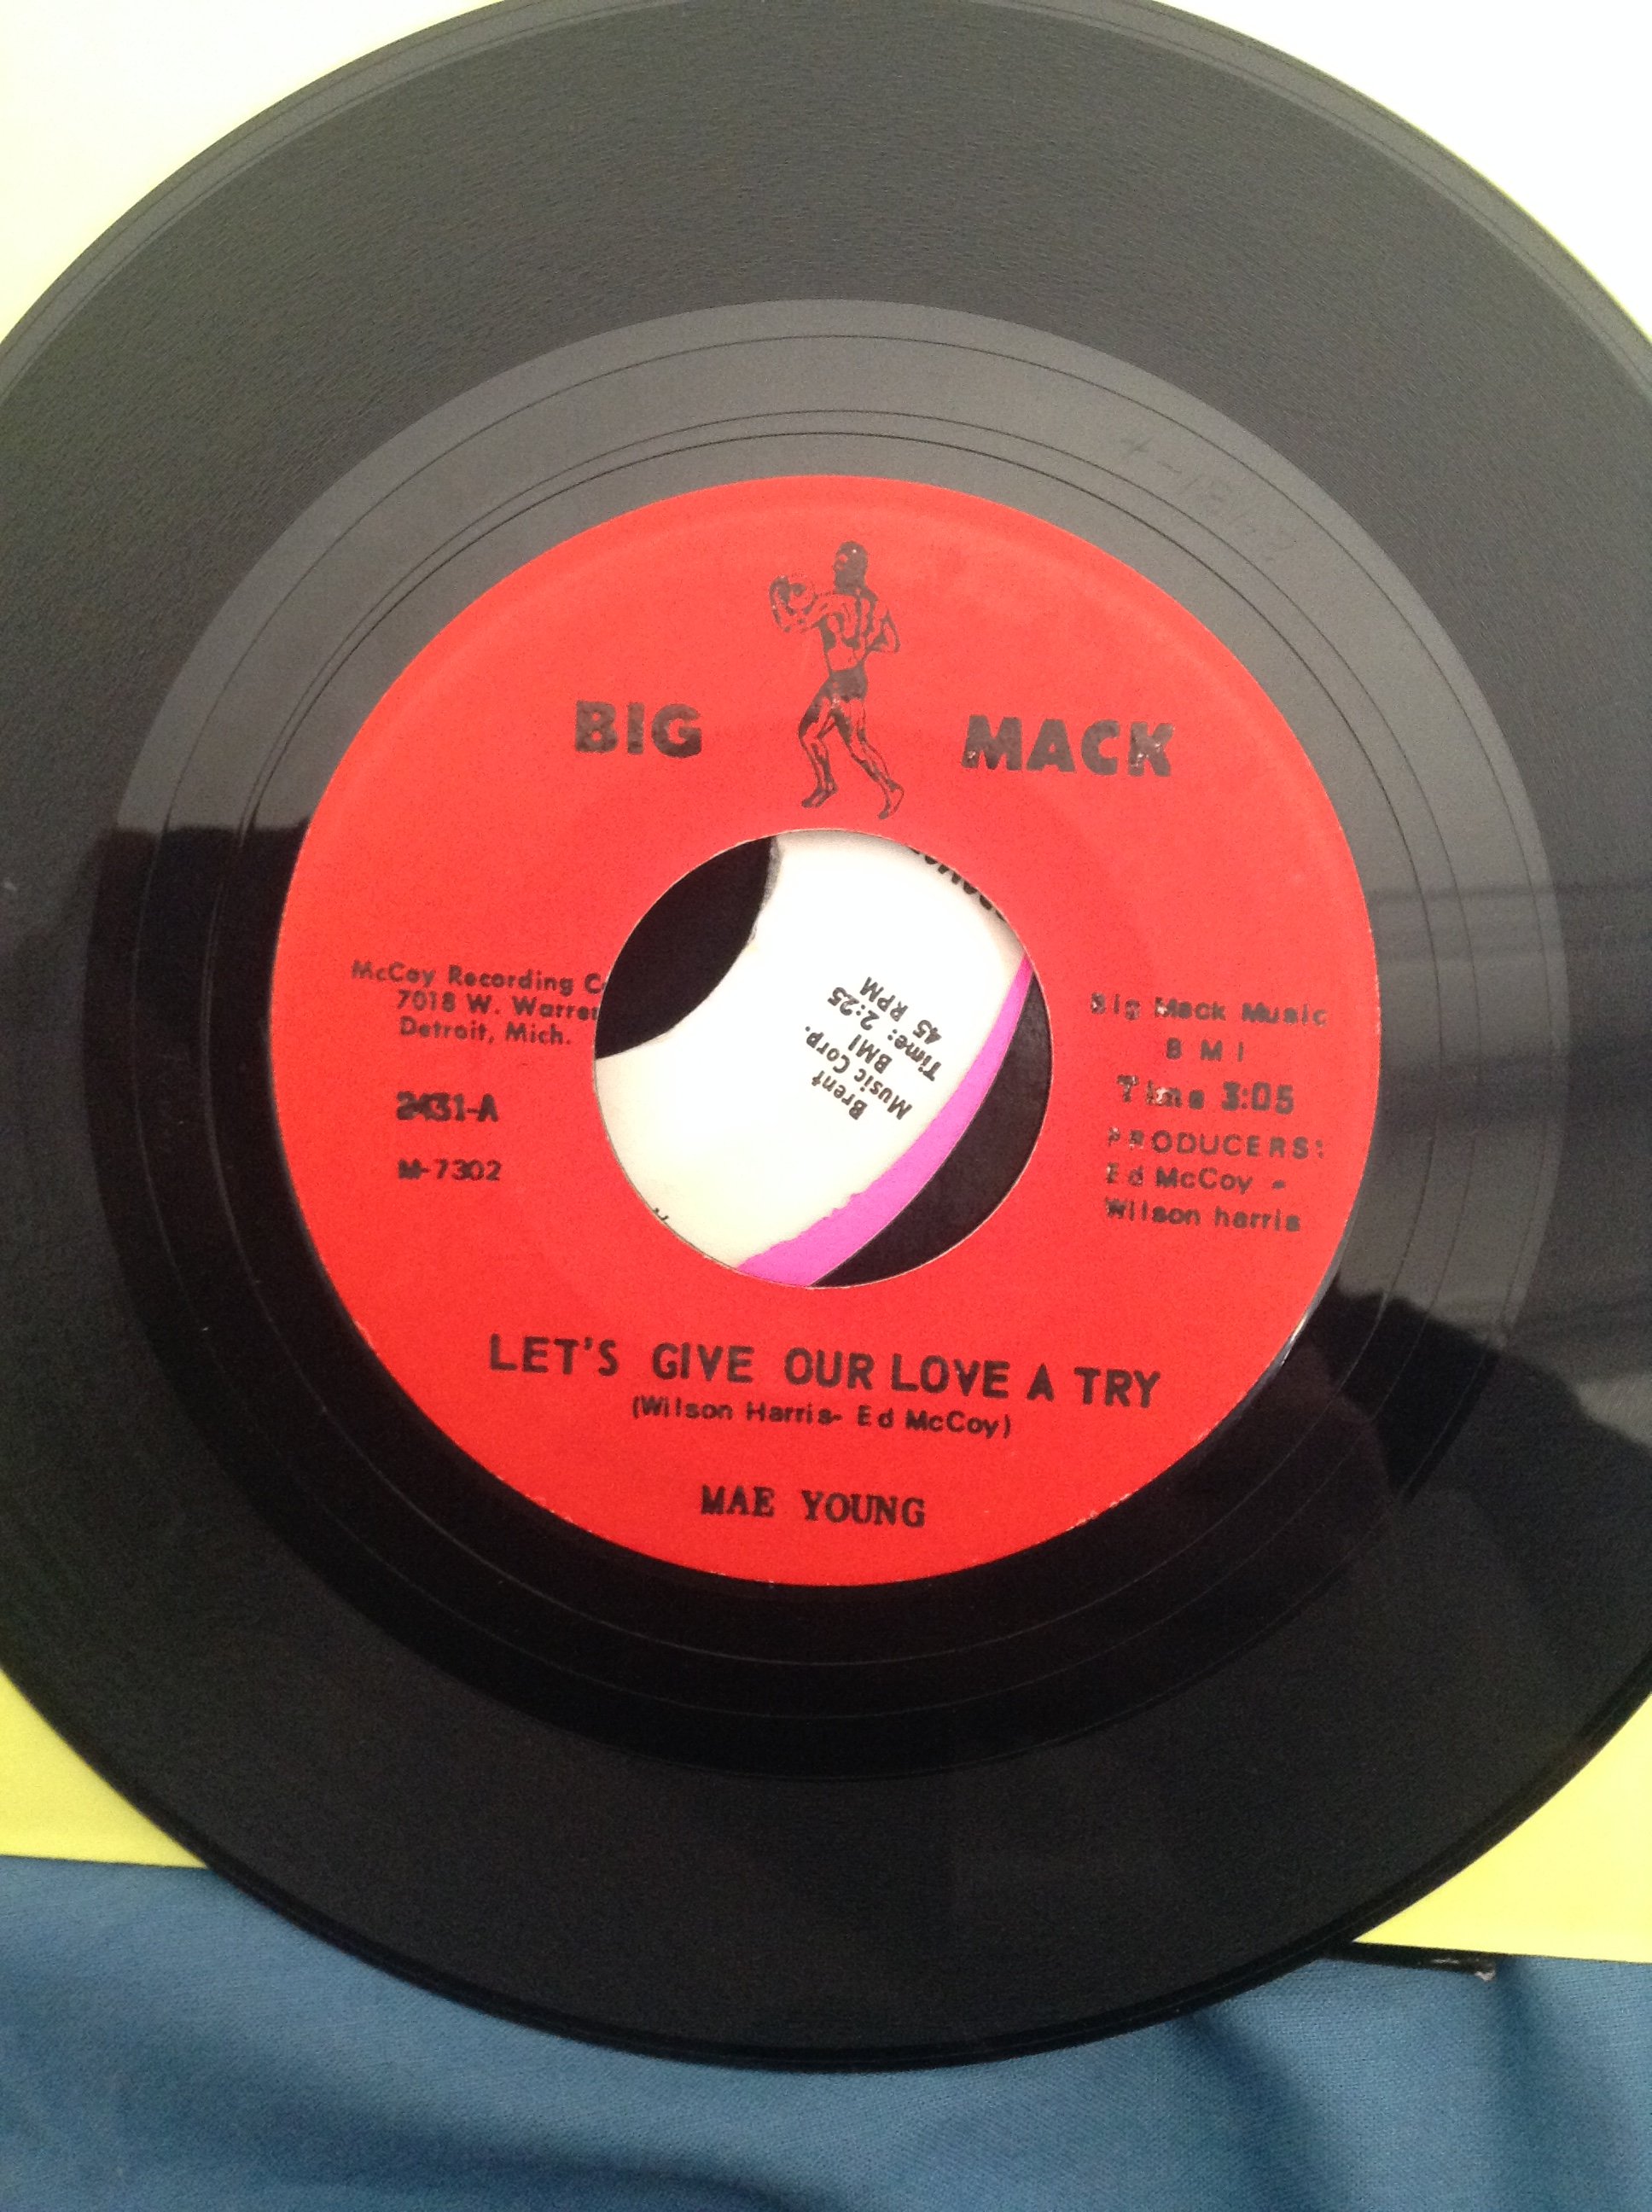 BIG MACK
McCoy Recording C
7018 W. Warren
Detroit, Mich.
2431-A
M-7302
Big Mack Music
BMI
Time 3:05
PRODUCERS:
Ed McCoy -
Wilson harris
Brent
Music Corp.
BMI
Time: 2:25
45 RPM
LET'S GIVE OUR LOVE A TRY
(Wilson Harris- Ed McCoy)
MAE YOUNG